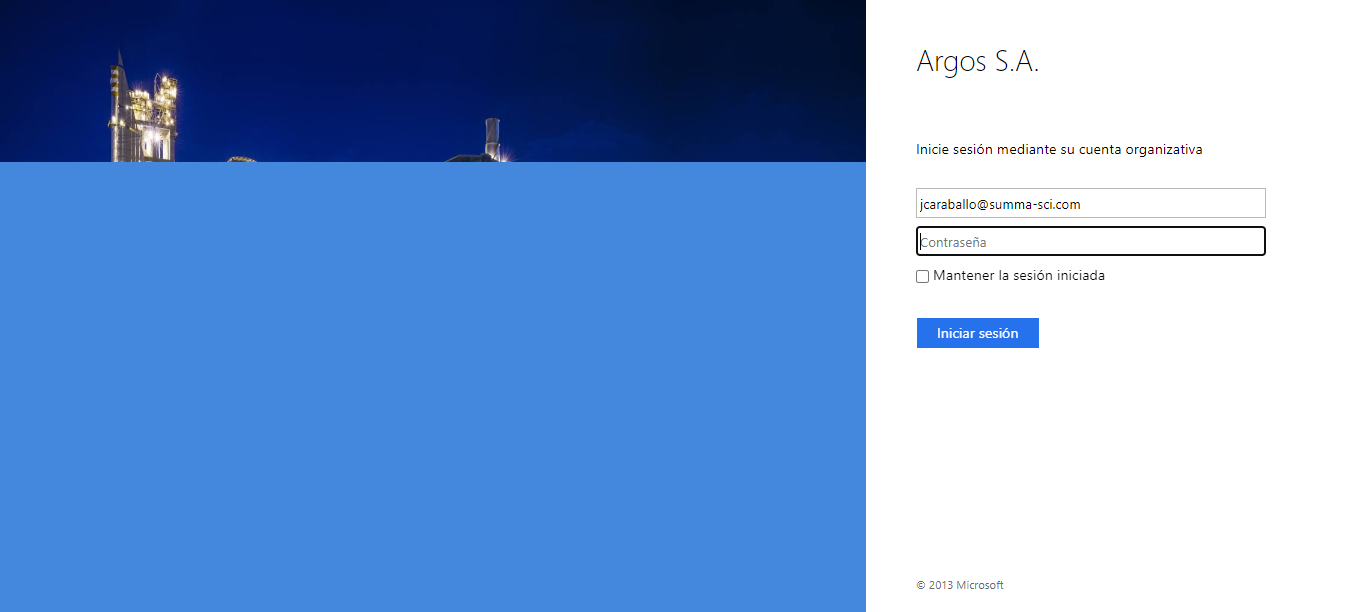 Argos S.A.
Inicie sesión mediante su cuenta organizativa
jcaraballo@summa-sci.com
Contraseña
Mantener la sesión iniciada
Iniciar sesión
© 2013 Microsoft